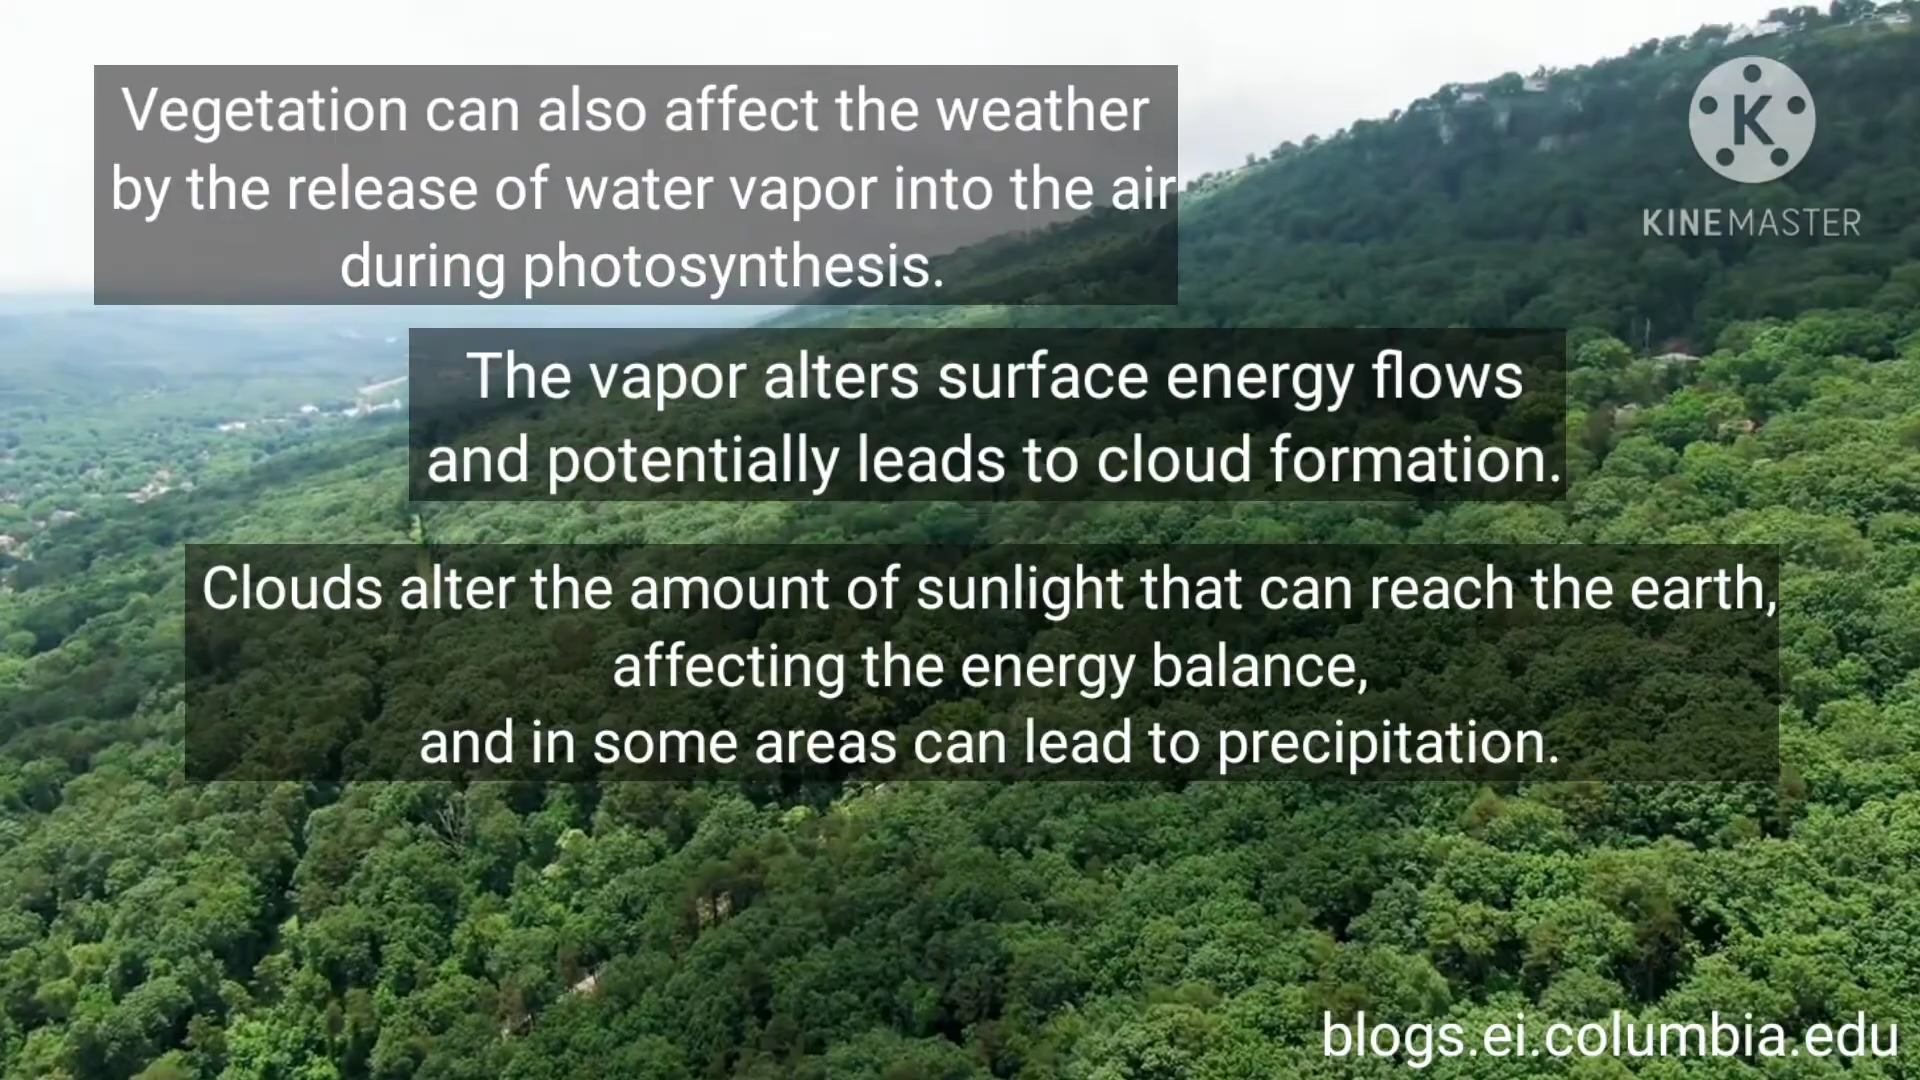 Vegetation can also affect the weather
by the release of water vapor into the air
during photosynthesis.
K
KINEMASTER
The vapor alters surface energy flows
and potentially leads to cloud formation.
Clouds alter the amount of sunlight that can reach the earth,
affecting the energy balance,
and in some areas can lead to precipitation.
blogs.ei.columbia.edu